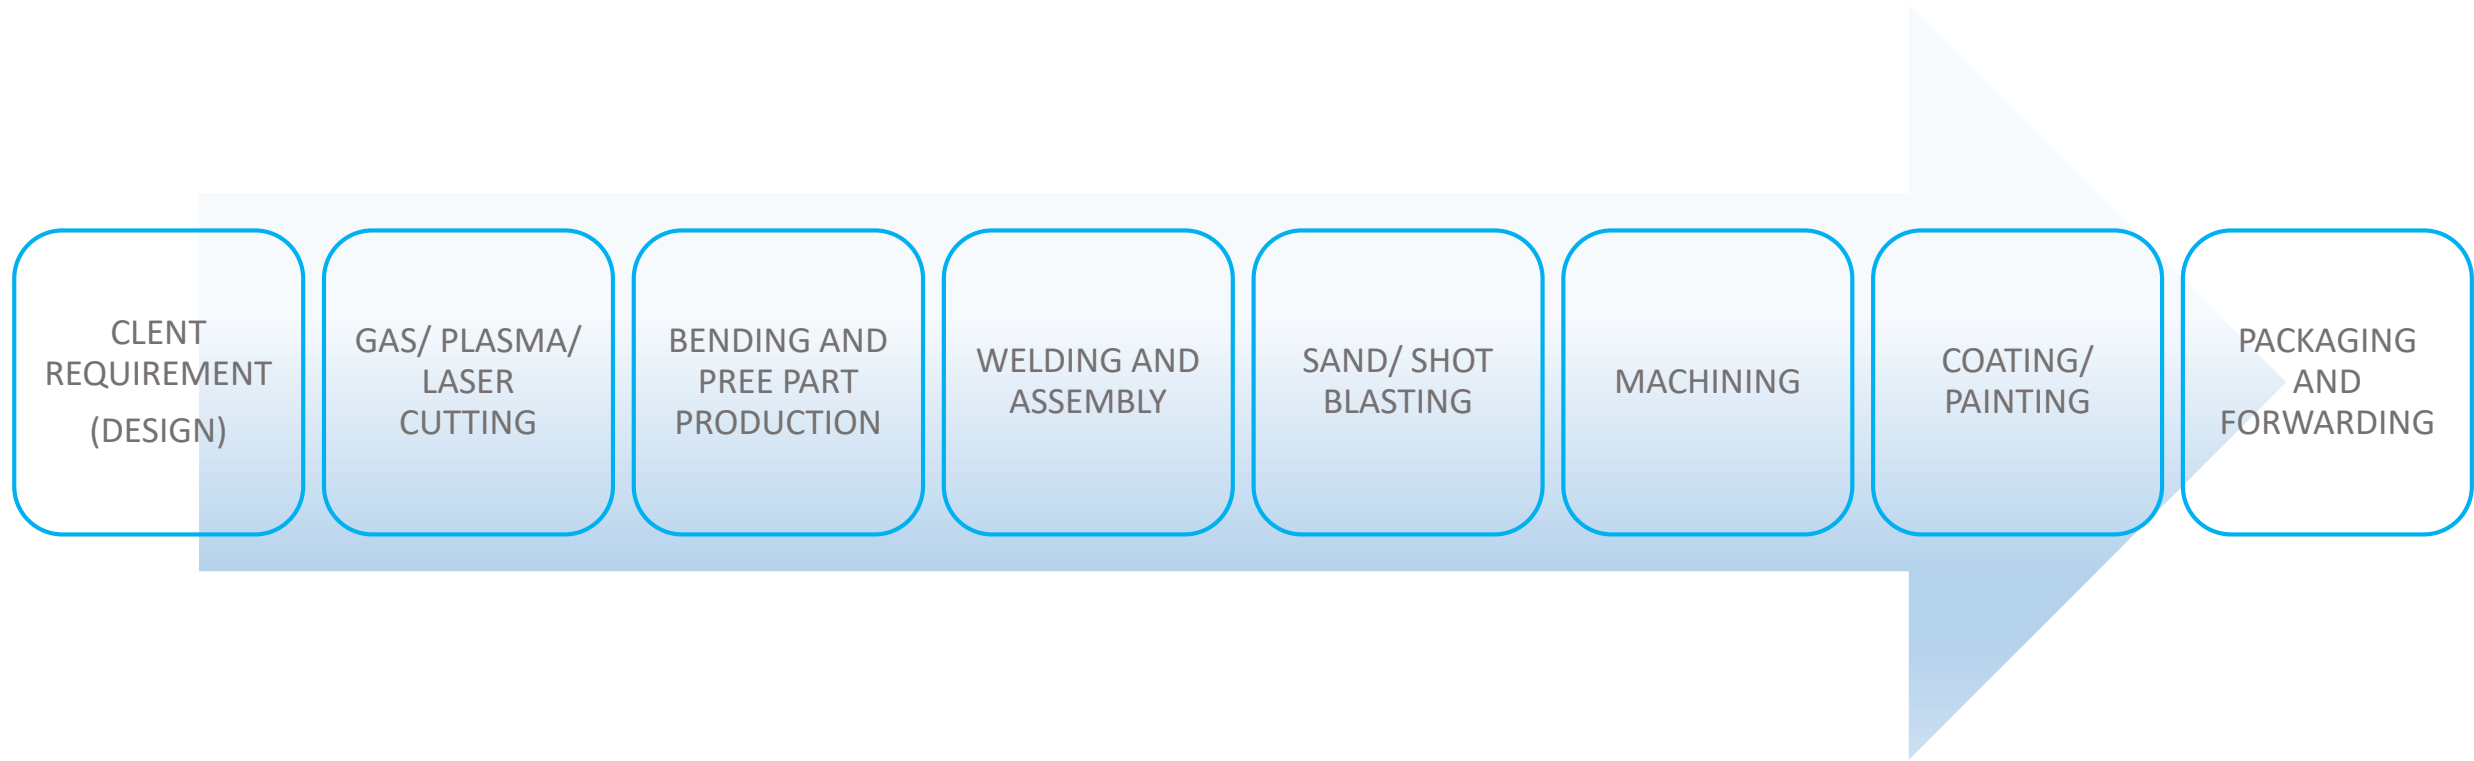 CLENT
REQUIREMENT
(DESIGN)
GAS/ PLASMA/
LASER
CUTTING
BENDING AND
PREE PART
PRODUCTION
WELDING AND
ASSEMBLY
SAND/ SHOT
BLASTING
MACHINING
COATING/
PAINTING
PACKAGING
AND
FORWARDING